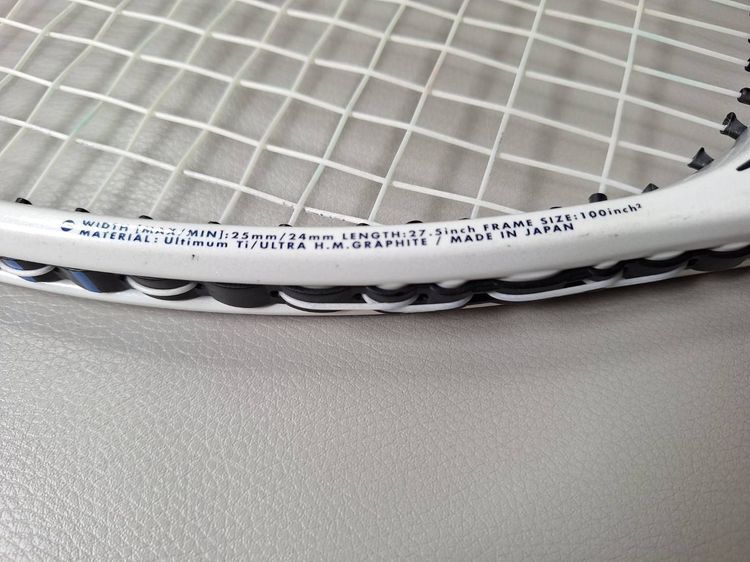 WIDTH [MAX/MIN]:25mm/24mm LENGTH:27.5inch FRAME SIZE:100inch²
MATERIAL: Ultimum Ti/ULTRA H.M.GRAPHITE / MADE IN JAPAN